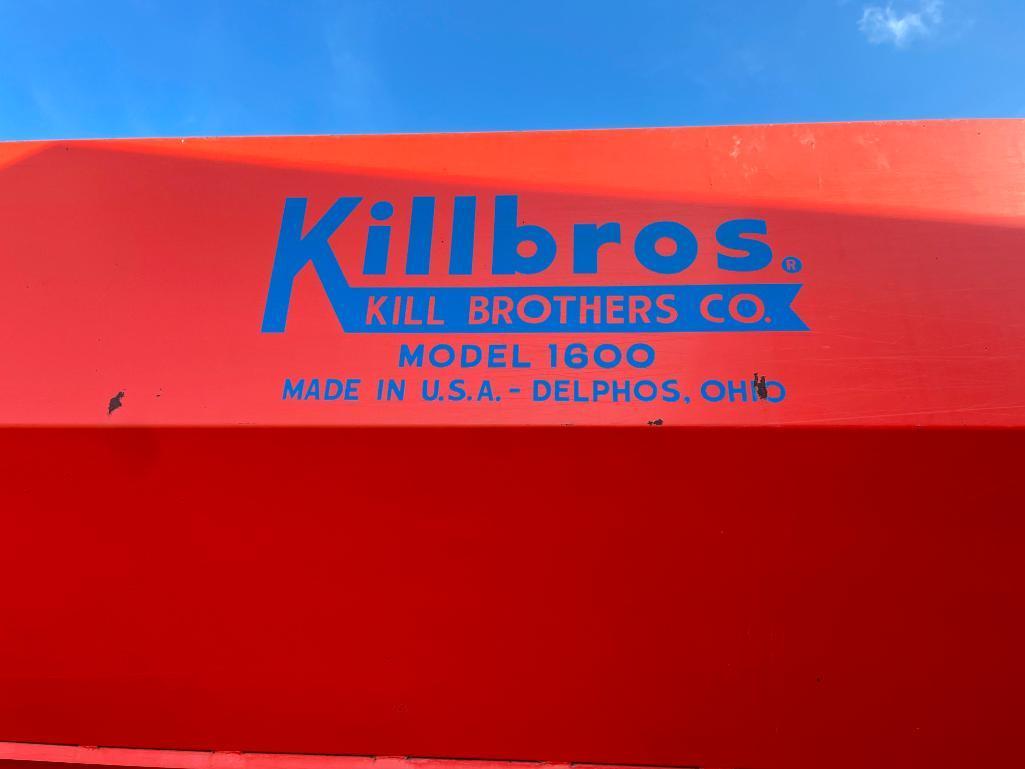 Killbros.®
KILL BROTHERS CO.
MODEL 1600
MADE IN U.S.A. - DELPHOS, OHIO